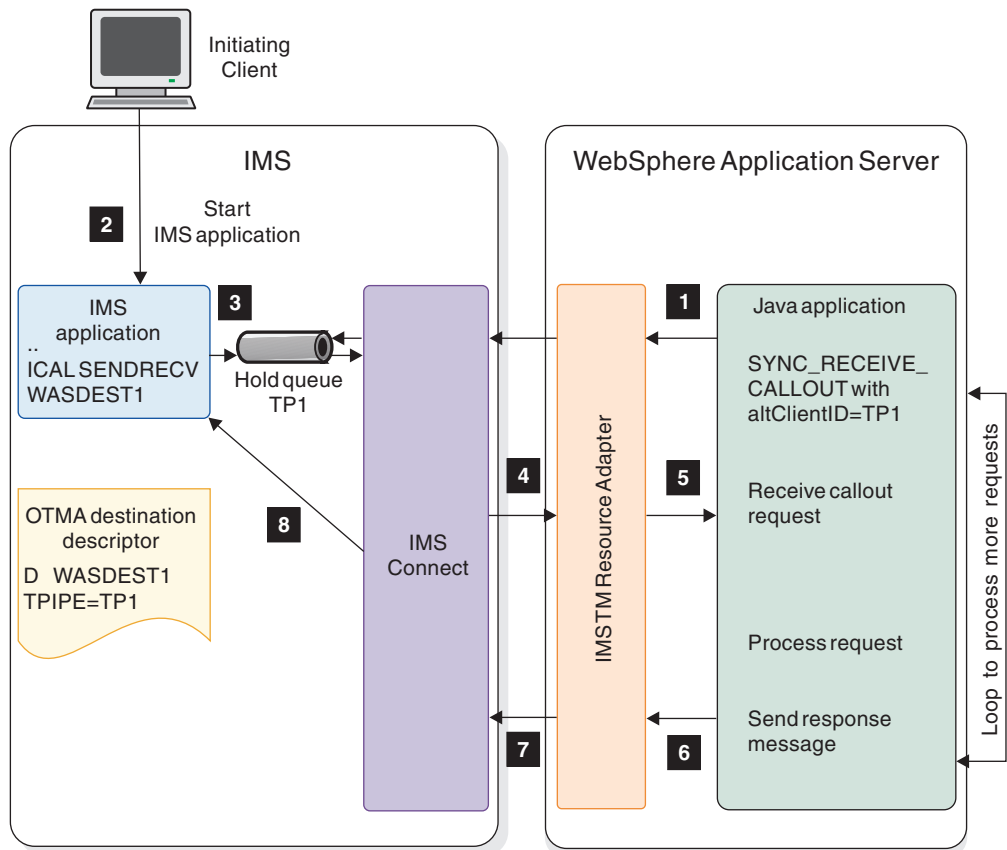 Initiating
Client
IMS
WebSphere Application Server
2
Start
IMS application
IMS
application
..
ICAL SENDRECV
WASDEST1
3
Hold queue
TP1
1
Java application
SYNC_RECEIVE_
CALLOUT with
altClientID=TP1
4
5
Receive callout
request
8
OTMA destination
descriptor
D WASDEST1
TPIPE=TP1
IMS
Connect
IMS TM Resource Adapter
Process request
Send response
message
7
6
Loop to process more requests